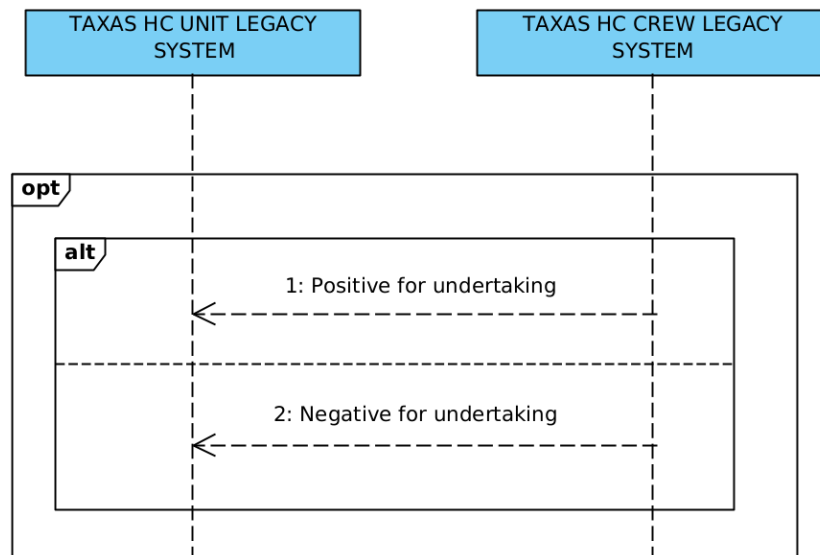 TAXAS HC UNIT LEGACY
SYSTEM
TAXAS HC CREW LEGACY
SYSTEM
opt
alt
1: Positive for undertaking
2: Negative for undertaking